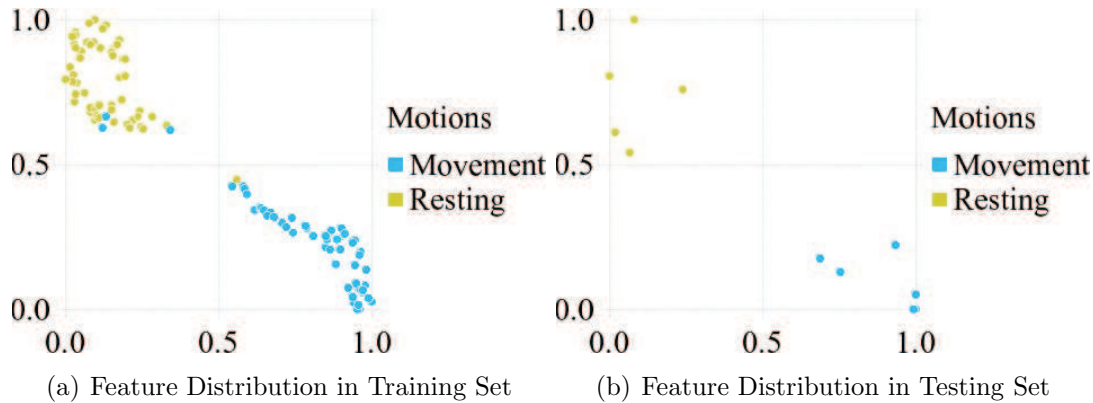 1.0
0.5
0.0
0.0 0.5 1.0
Motions
Movement
Resting
(a) Feature Distribution in Training Set
1.0
0.5
0.0
0.0 0.5 1.0
Motions
Movement
Resting
(b) Feature Distribution in Testing Set